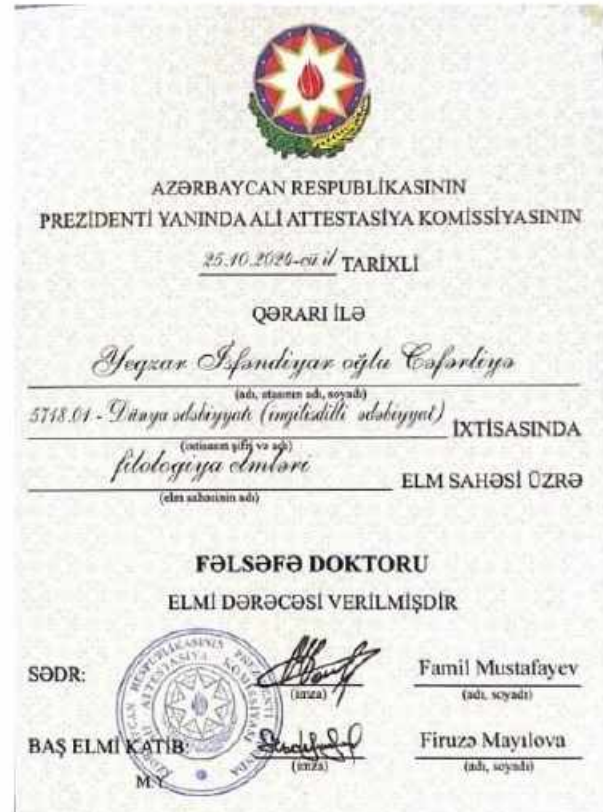 AZƏRBAYCAN RESPUBLİKASININ
PREZİDENTİ YANINDA ALİ ATTESTASİYA KOMİSSİYASININ
25.10.2024-cü il TARİXLİ
QƏRARI İLƏ
Yegzar İsfəndiyar oğlu Cəfərliyə
(adı, atasının adı, soyadı)
5718.01 - Dünya ədəbiyyatı (ingilisdilli ədəbiyyat) İXTİSASINDA
(ixtisasın şifri və adı)
filologiya elmləri ELM SAHƏSİ ÜZRƏ
(elm sahəsinin adı)
FƏLSƏFƏ DOKTORU
ELMİ DƏRƏCƏSİ VERİLMİŞDİR
SƏDR: Famil Mustafayev
(imza) (adı, soyadı)
BAŞ ELMİ KATİB: Firuzə Mayılova
(imza) (adı, soyadı)
M.Y.